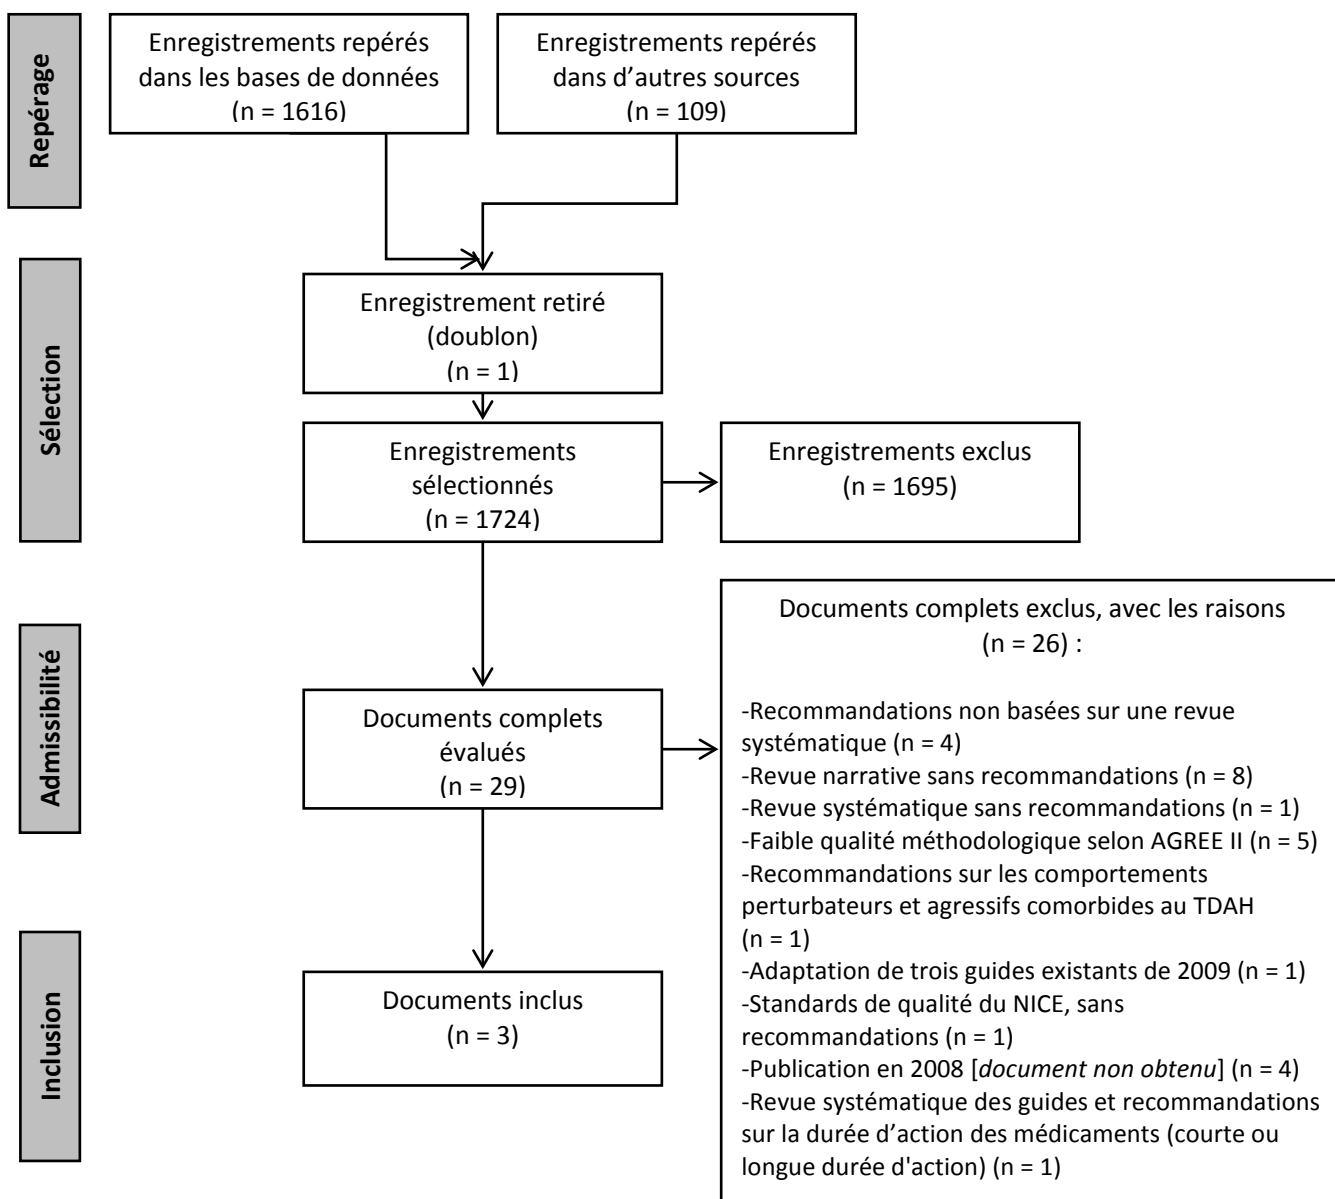 Repérage
Enregistrements repérés
dans les bases de données
(n = 1616)
Enregistrements repérés
dans d’autres sources
(n = 109)
Sélection
Enregistrement retiré
(doublon)
(n = 1)
Enregistrements
sélectionnés
(n = 1724)
Enregistrements exclus
(n = 1695)
Admissibilité
Documents complets
évalués
(n = 29)
Documents complets exclus, avec les raisons
(n = 26) :
-Recommandations non basées sur une revue
systématique (n = 4)
-Revue narrative sans recommandations (n = 8)
-Revue systématique sans recommandations (n = 1)
-Faible qualité méthodologique selon AGREE II (n = 5)
-Recommandations sur les comportements
perturbateurs et agressifs comorbides au TDAH
(n = 1)
-Adaptation de trois guides existants de 2009 (n = 1)
-Standards de qualité du NICE, sans
recommandations (n = 1)
-Publication en 2008 [document non obtenu] (n = 4)
-Revue systématique des guides et recommandations
sur la durée d’action des médicaments (courte ou
longue durée d'action) (n = 1)
Inclusion
Documents inclus
(n = 3)